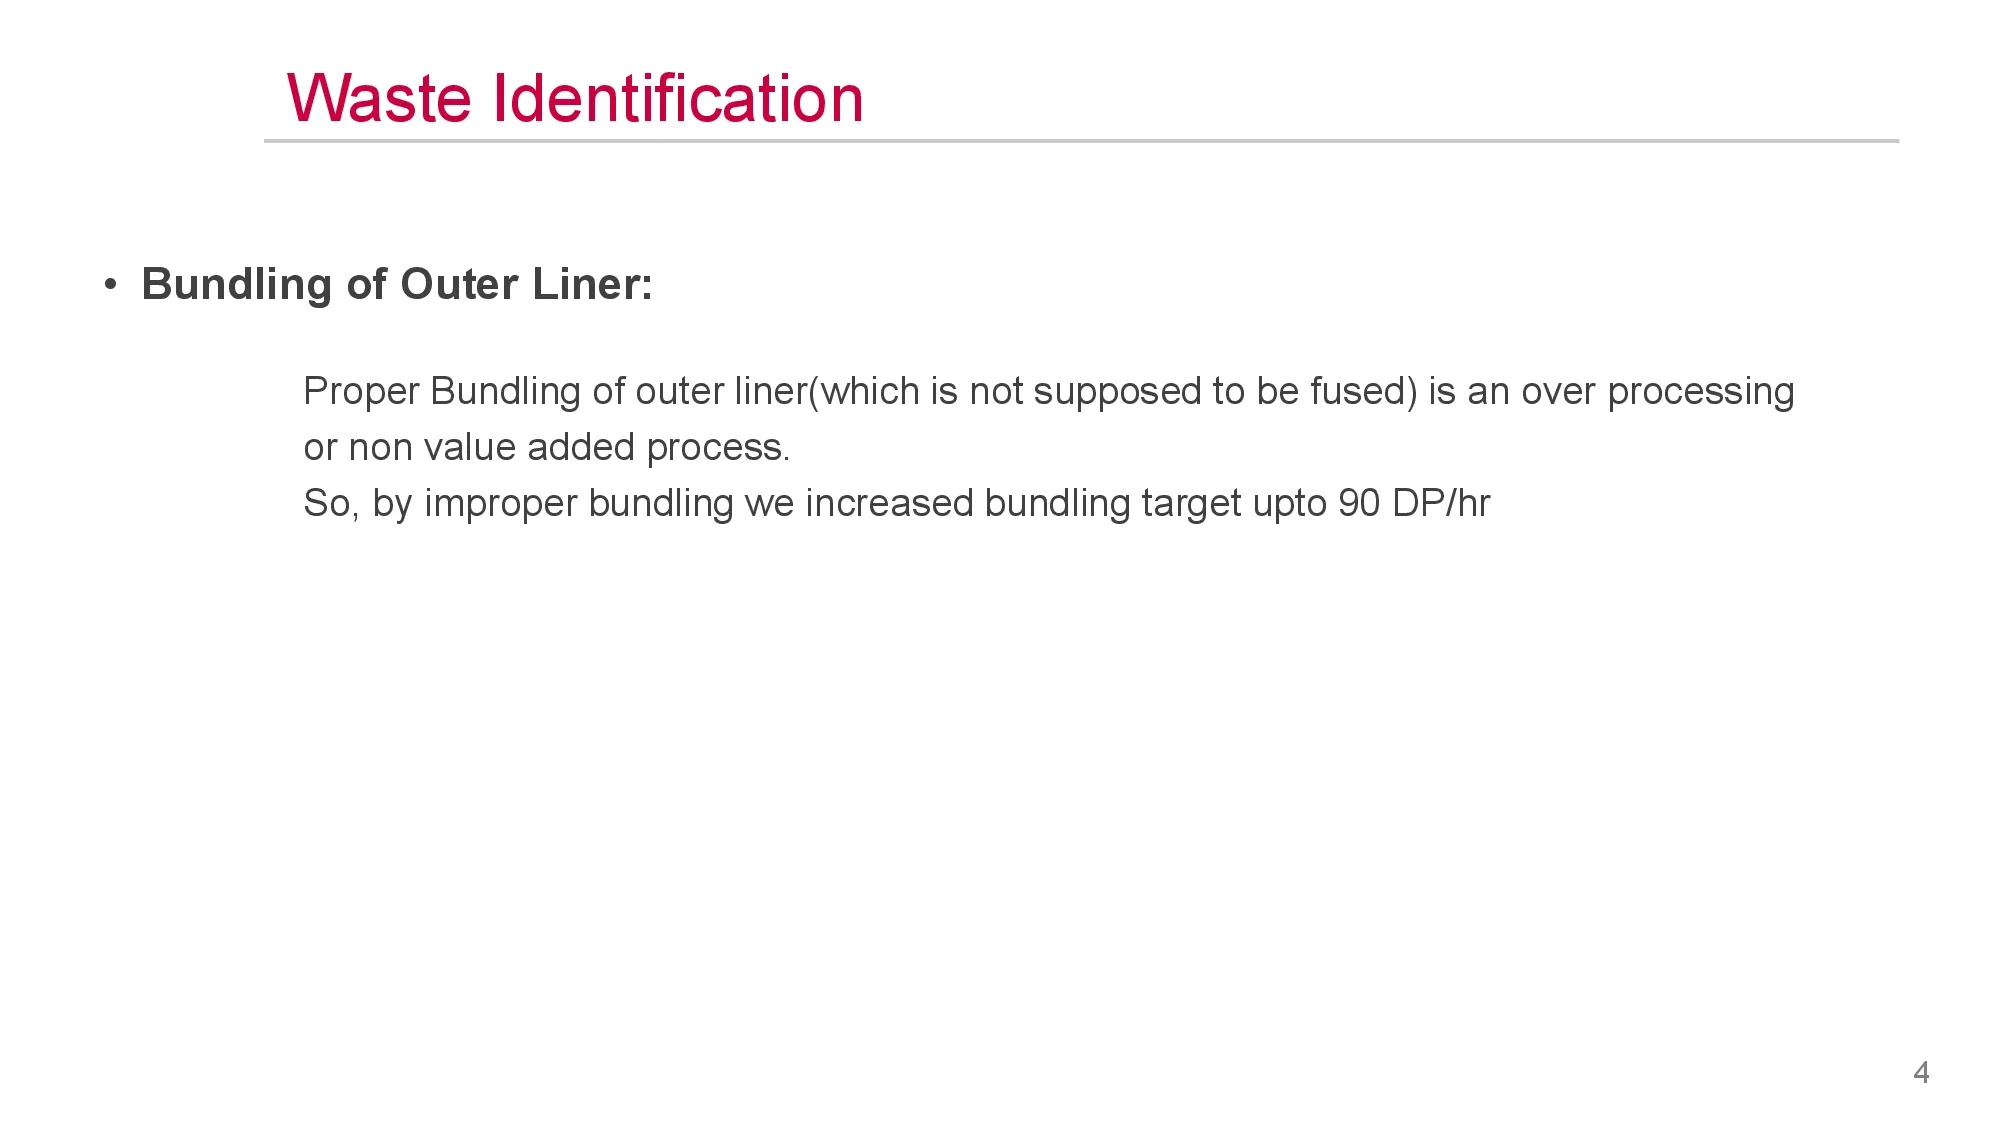 Waste Identification
• Bundling of Outer Liner:
Proper Bundling of outer liner(which is not supposed to be fused) is an over processing
or non value added process.
So, by improper bundling we increased bundling target upto 90 DP/hr
4